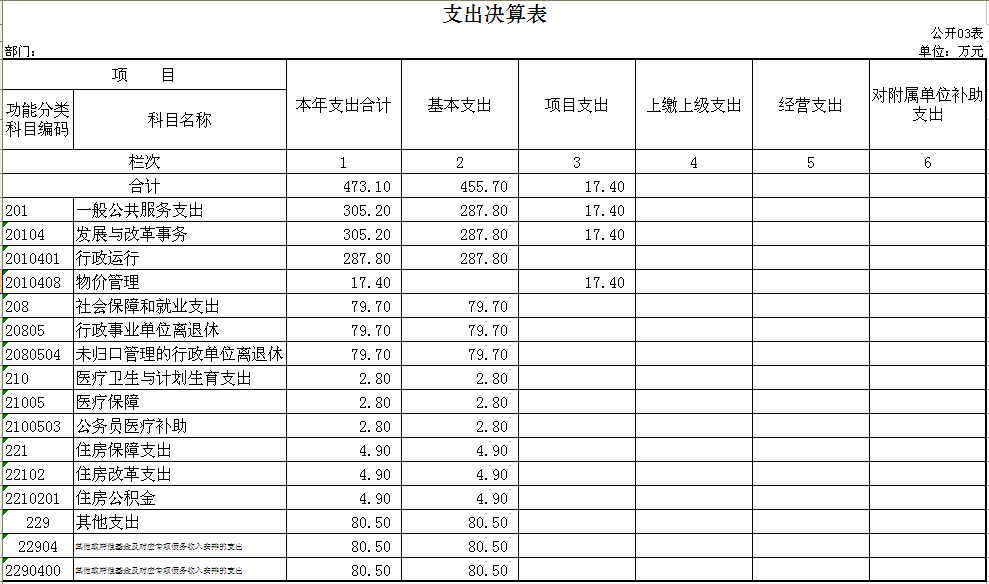 支出决算表
公开03表
部门:
单位：万元
项 目
本年支出合计 基本支出 项目支出 上缴上级支出 经营支出 对附属单位补助
支出
功能分类
科目编码
科目名称
栏次 1 2 3 4 5 6
合计 473.10 455.70 17.40
201 一般公共服务支出 305.20 287.80 17.40
20104 发展与改革事务 305.20 287.80 17.40
2010401 行政运行 287.80 287.80
2010408 物价管理 17.40 17.40
208 社会保障和就业支出 79.70 79.70
20805 行政事业单位离退休 79.70 79.70
2080504 未归口管理的行政单位离退休 79.70 79.70
210 医疗卫生与计划生育支出 2.80 2.80
21005 医疗保障 2.80 2.80
2100503 公务员医疗补助 2.80 2.80
221 住房保障支出 4.90 4.90
22102 住房改革支出 4.90 4.90
2210201 住房公积金 4.90 4.90
229 其他支出 80.50 80.50
22904 其他政府性基金及对应专项债务收入安排的支出 80.50 80.50
2290400 其他政府性基金及对应专项债务收入安排的支出 80.50 80.50